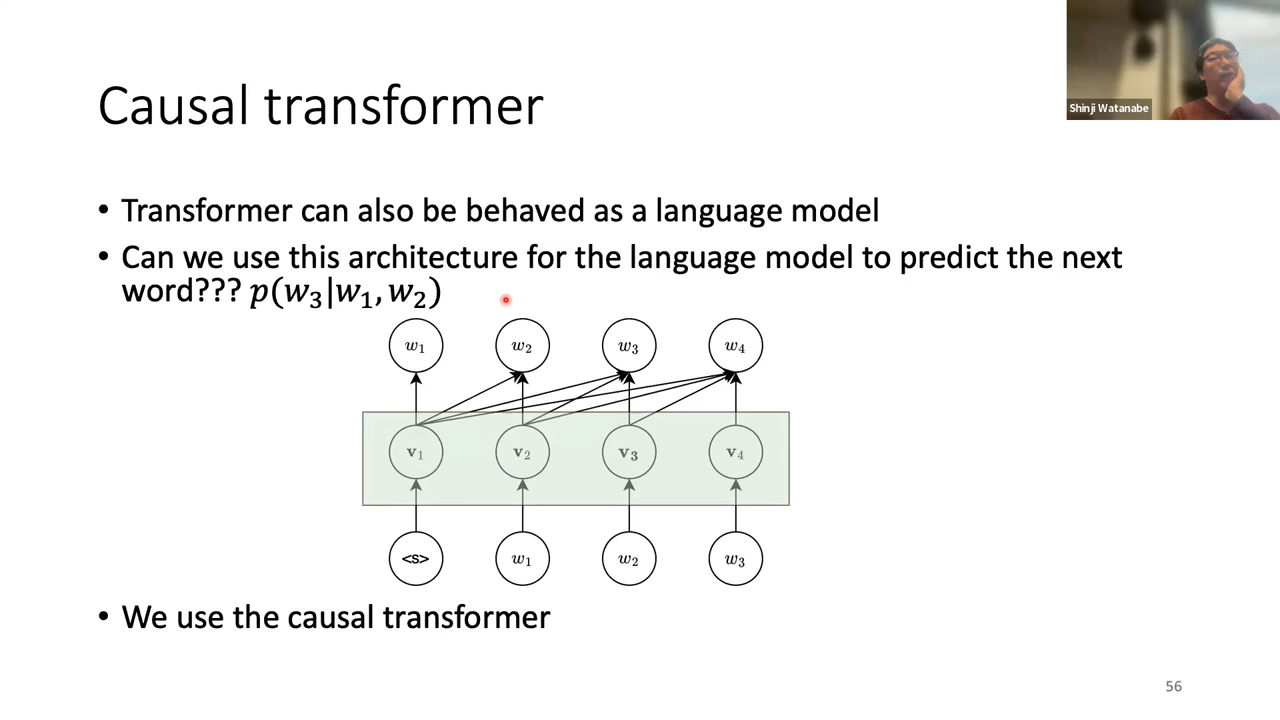 Shinji Watanabe
Causal transformer
• Transformer can also be behaved as a language model
• Can we use this architecture for the language model to predict the next
word??? p(w₃|w₁, w₂)
w₁ w₂ w₃ w₄
v₁ v₂ v₃ v₄
<s> w₁ w₂ w₃
• We use the causal transformer
56